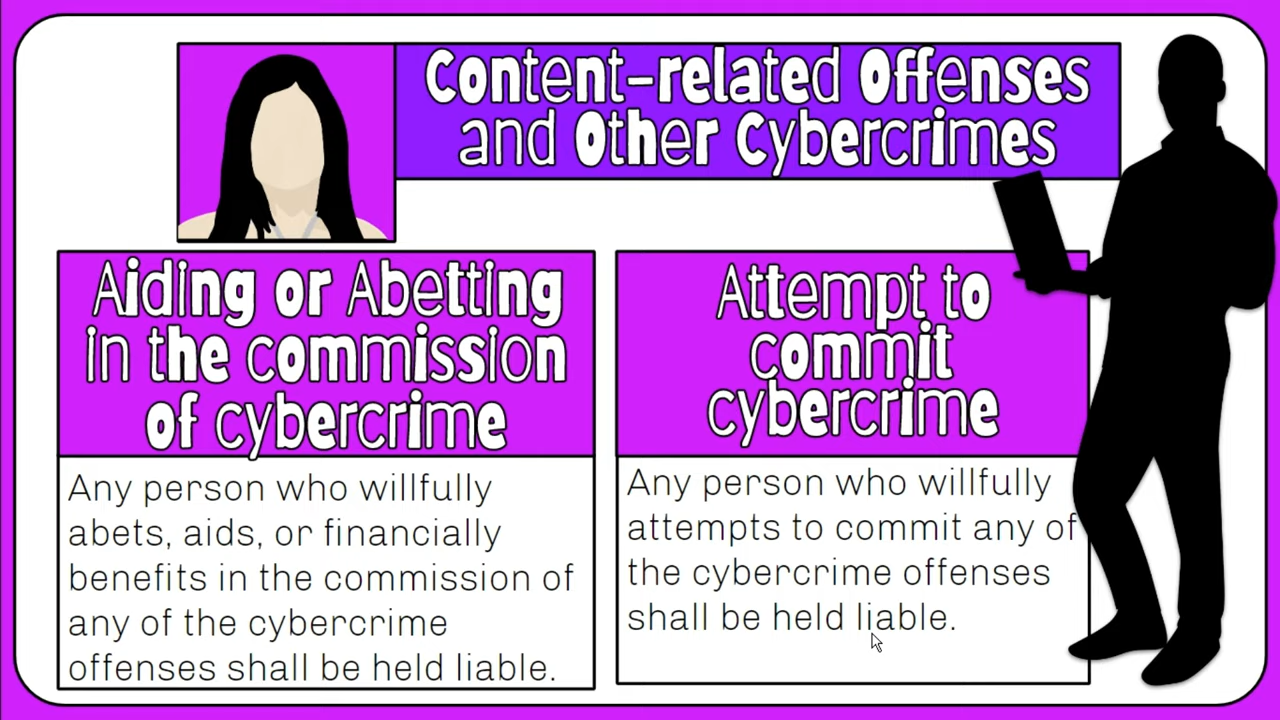 Content-related Offenses
and Other Cybercrimes
Aiding or Abetting
in the commission
of cybercrime
Any person who willfully
abets, aids, or financially
benefits in the commission of
any of the cybercrime
offenses shall be held liable.
Attempt to
commit
cybercrime
Any person who willfully
attempts to commit any of
the cybercrime offenses
shall be held liable.